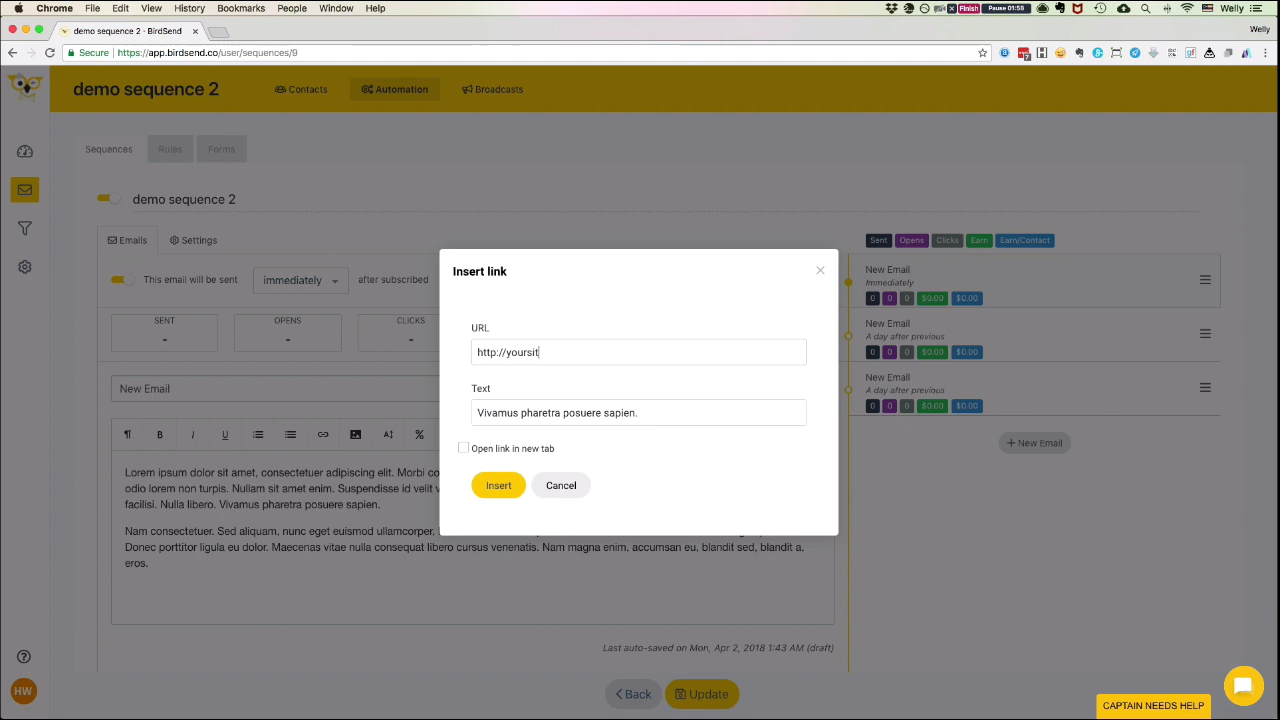 Chrome File Edit View History Bookmarks People Window Help Finish Pause 01:58 Welly
demo sequence 2 · BirdSend Welly
Secure https://app.birdsend.co/user/sequences/9
demo sequence 2 Contacts Automation Broadcasts
Sequences Rules Forms
demo sequence 2
Emails Settings
This email will be sent immediately after subscribed
SENT OPENS CLICKS
- - -
New Email
Lorem ipsum dolor sit amet, consectetuer adipiscing elit. Morbi co
odio lorem non turpis. Nullam sit amet enim. Suspendisse id velit v
facilisi. Nulla libero. Vivamus pharetra posuere sapien.
Nam consectetuer. Sed aliquam, nunc eget euismod ullamcorper.
Donec porttitor ligula eu dolor. Maecenas vitae nulla consequat libero cursus venenatis. Nam magna enim, accumsan eu, blandit sed, blandit a,
eros.
Last auto-saved on Mon, Apr 2, 2018 1:43 AM (draft)
Insert link
URL
http://yoursit
Text
Vivamus pharetra posuere sapien.
Open link in new tab
Insert Cancel
Sent Opens Clicks Earn Earn/Contact
New Email
Immediately
0 0 0 $0.00 $0.00
New Email
A day after previous
0 0 0 $0.00 $0.00
New Email
A day after previous
0 0 0 $0.00 $0.00
+ New Email
Back Update
HW
CAPTAIN NEEDS HELP